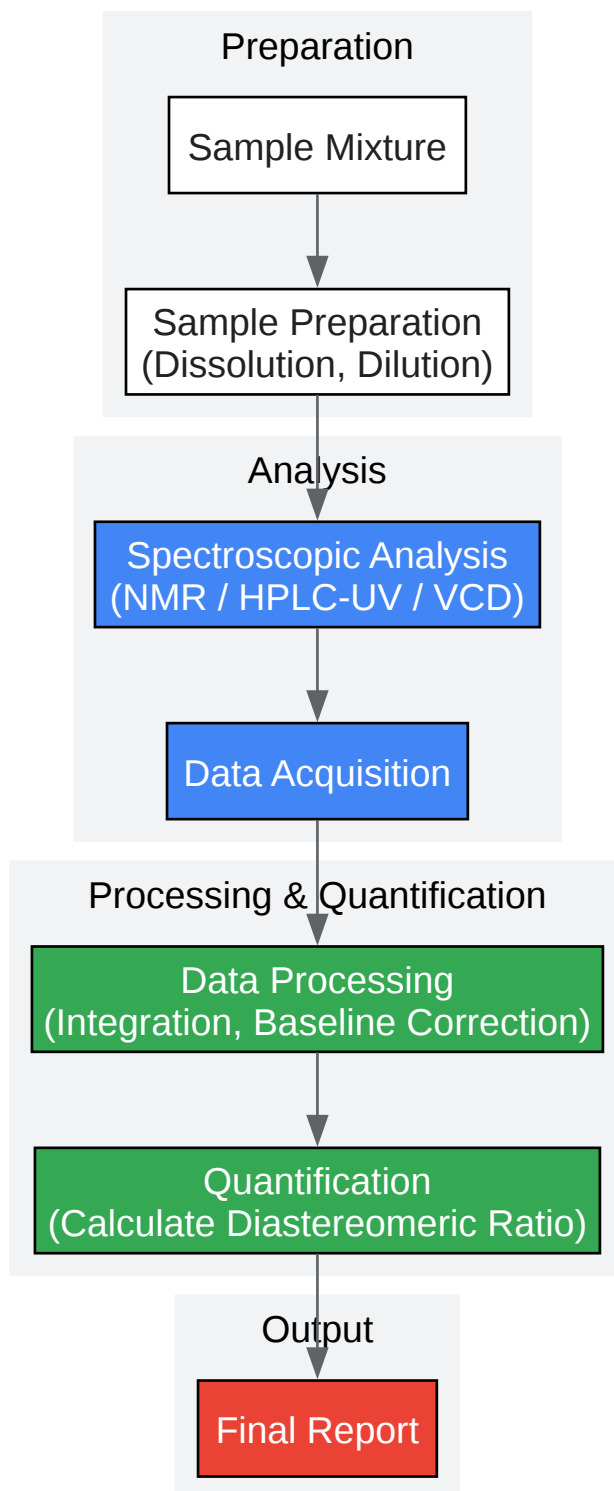 Preparation
Sample Mixture
Sample Preparation
(Dissolution, Dilution)
Analysis
Spectroscopic Analysis
(NMR / HPLC-UV / VCD)
Data Acquisition
Processing & Quantification
Data Processing
(Integration, Baseline Correction)
Quantification
(Calculate Diastereomeric Ratio)
Output
Final Report